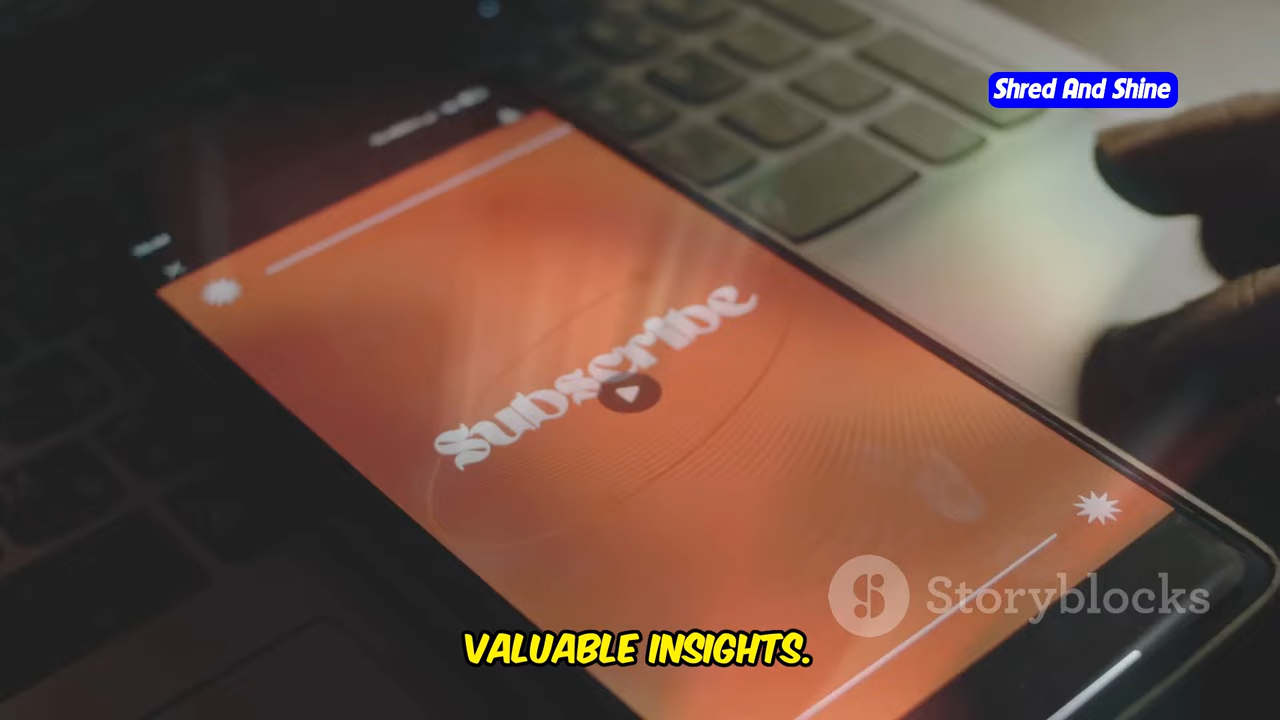 Shred And Shine
Subscribe
Storyblocks
VALUABLE INSIGHTS.